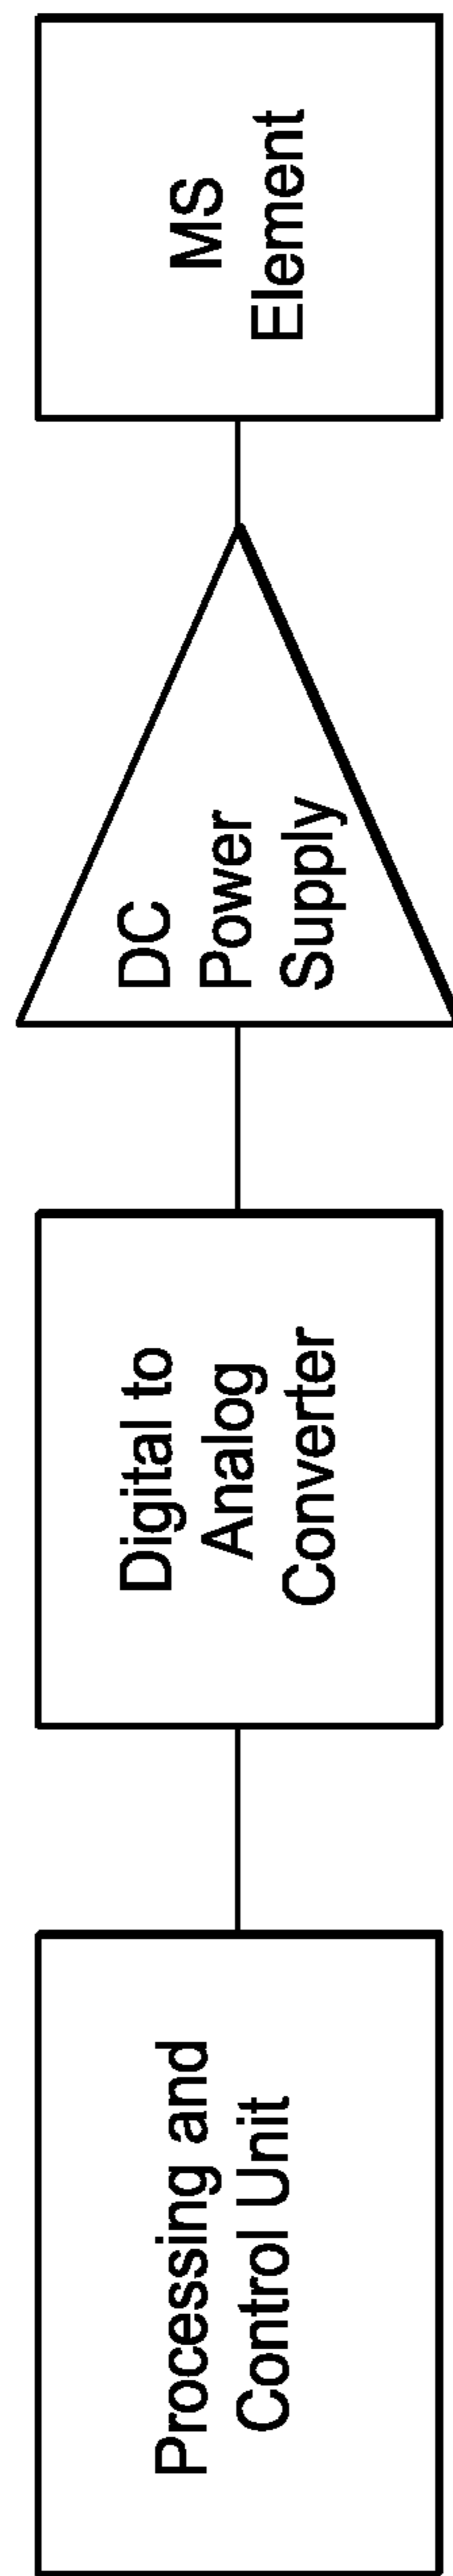 Processing and
Control Unit
Digital to
Analog
Converter
DC
Power
Supply
MS
Element